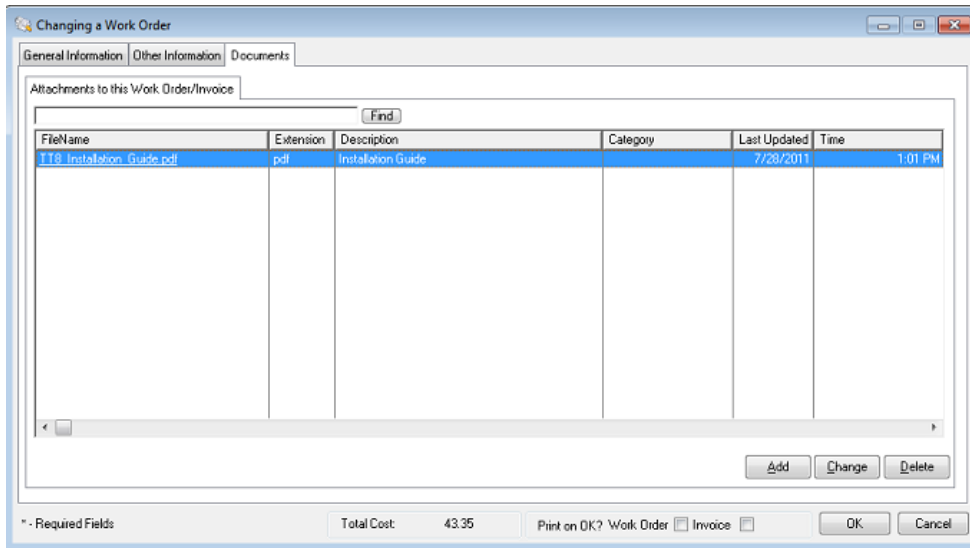 Changing a Work Order
General Information Other Information Documents
Attachments to this Work Order/Invoice
Find
FileName Extension Description Category Last Updated Time
TT8_Installation_Guide.pdf pdf Installation Guide 7/28/2011 1:01 PM
Add Change Delete
* - Required Fields Total Cost: 43.35 Print on OK? Work Order Invoice OK Cancel